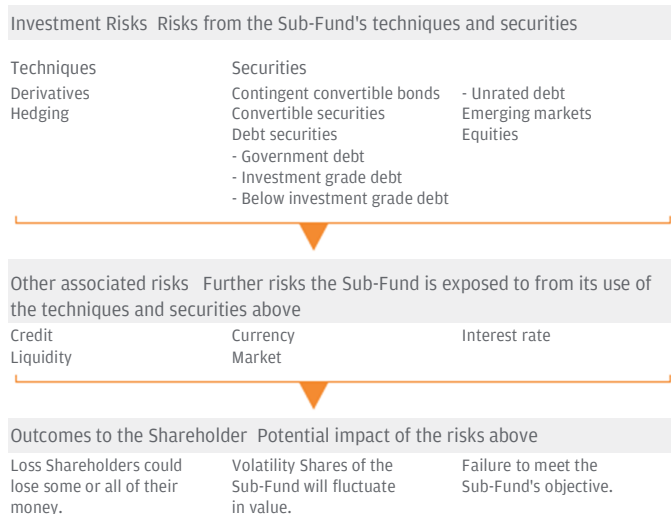 Investment Risks Risks from the Sub-Fund's techniques and securities
Techniques
Derivatives
Hedging
Securities
Contingent convertible bonds
Convertible securities
Debt securities
- Government debt
- Investment grade debt
- Below investment grade debt
- Unrated debt
Emerging markets
Equities
Other associated risks Further risks the Sub-Fund is exposed to from its use of
the techniques and securities above
Credit
Liquidity
Currency
Market
Interest rate
Outcomes to the Shareholder Potential impact of the risks above
Loss Shareholders could
lose some or all of their
money.
Volatility Shares of the
Sub-Fund will fluctuate
in value.
Failure to meet the
Sub-Fund's objective.